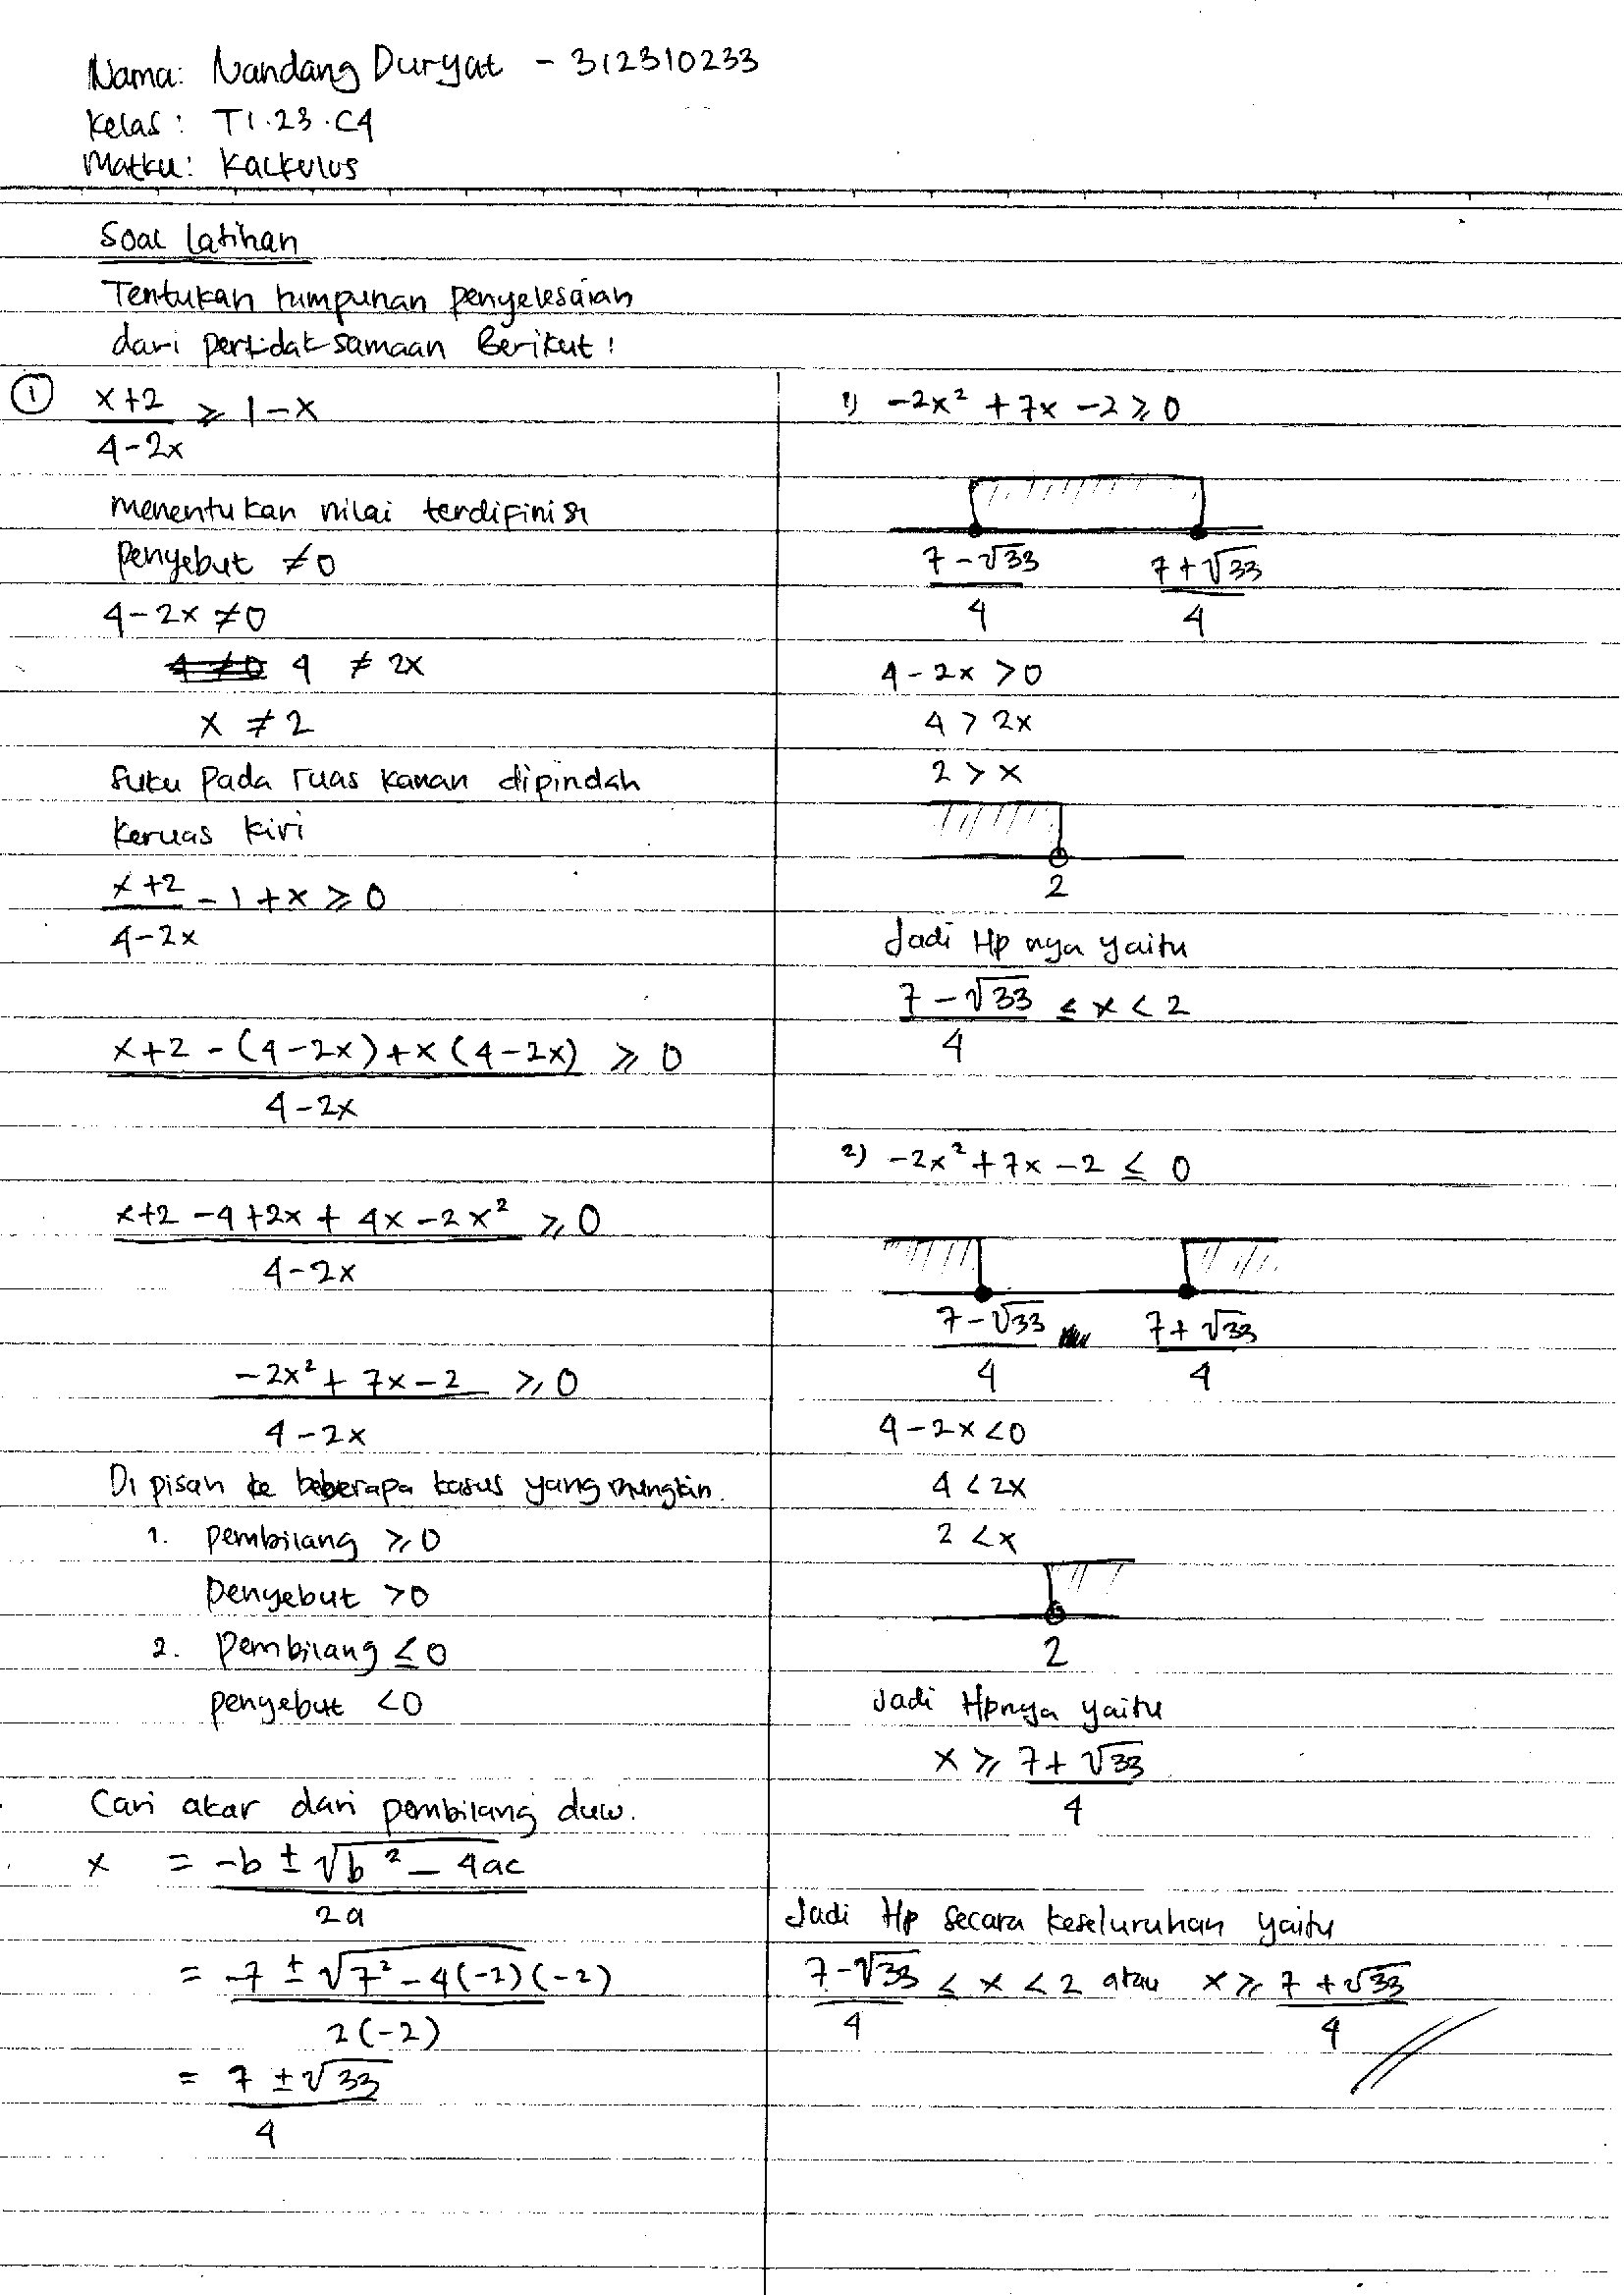 Nama: Nandang Duryat - 312310233
Kelas: TI.23.C4
Matku: Kalkulus
Soal latihan
Tentukan himpunan penyelesaian
dari pertidaksamaan Berikut!
① (x+2)/(4-2x) ≥ 1-x
Menentukan nilai terdifinisi
Penyebut ≠0
4-2x ≠0
4 ≠ 2x
x ≠ 2
Suku pada ruas kanan dipindah
Keruas kiri
(x+2)/(4-2x) - 1 + x ≥ 0
(x+2-(4-2x)+x(4-2x))/(4-2x) ≥ 0
(x+2-4+2x+4x-2x²)/(4-2x) ≥ 0
(-2x²+7x-2)/(4-2x) ≥ 0
Di pisah ke beberapa kasus yang mungkin.
1. pembilang ≥0
Penyebut >0
2. Pembilang ≤0
penyebut <0
Cari akar dari pembilang dulu.
x = (-b±√(b²-4ac))/(2a)
= (-7±√(7²-4(-2)(-2)))/(2(-2))
= (7±√33)/4
1) -2x²+7x-2≥0
(7-√33)/4 (7+√33)/4
4-2x >0
4 > 2x
2 > x
2
Jadi Hp nya yaitu
(7-√33)/4 ≤ x < 2
2) -2x²+7x-2 ≤ 0
(7-√33)/4 (7+√33)/4
4-2x<0
4 < 2x
2 < x
2
Jadi Hpnya yaitu
x ≥ (7+√33)/4
Jadi Hp secara keseluruhan yaitu
(7-√33)/4 ≤ x < 2 atau x≥ (7+√33)/4